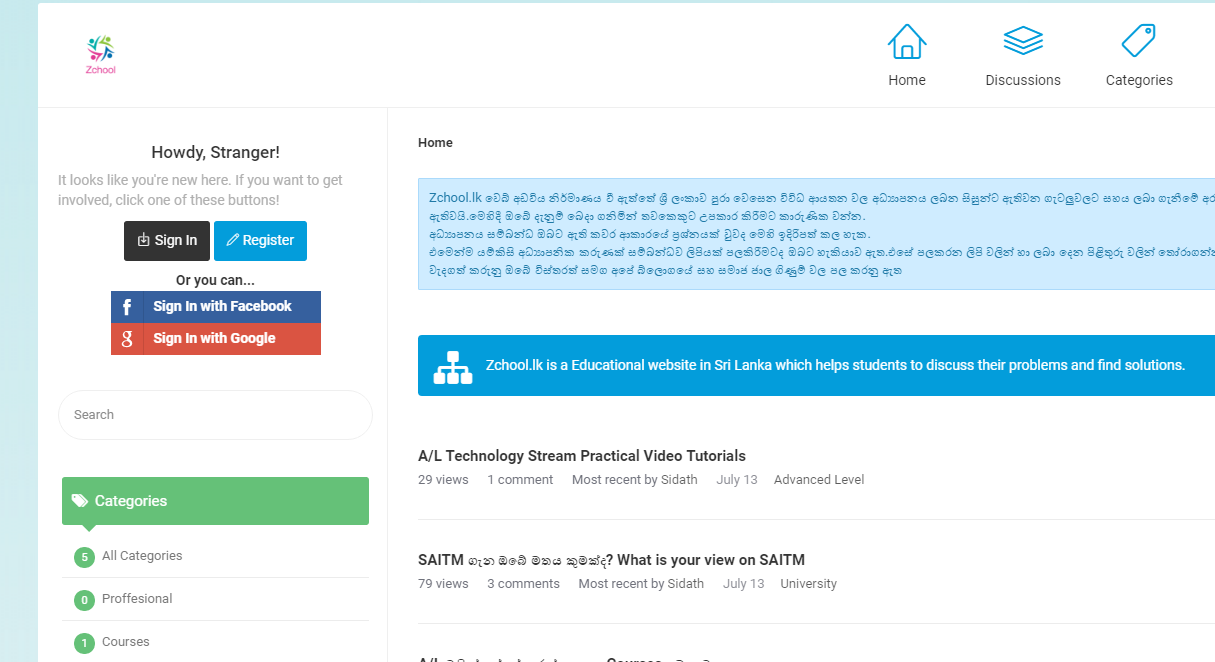 Zchool
Home
Discussions
Categories
Howdy, Stranger!
It looks like you're new here. If you want to get
involved, click one of these buttons!
Sign In
Register
Or you can...
Sign In with Facebook
Sign In with Google
Search
Categories
5 All Categories
0 Proffesional
1 Courses
Home
Zchool.lk වෙබ් අඩවිය නිර්මාණය වී ඇත්තේ ශ්‍රී ලංකාව පුරා වෙසෙන විවිධ ආයතන වල අධ්‍යාපනය ලබන සිසුන්ට ඇතිවන ගැටලුවලට සහය ලබා ගැනීමේ
ඇතිවයි.මෙහිදී ඔබේ දැනුම් බෙදා ගනිමින් තවකෙකුට උපකාර කිරීමට කාරුණික වන්න.
අධ්‍යාපනය සම්බන්ධ ඔබට ඇති කවර ආකාරයේ ප්‍රශ්නයක් වුවද මෙහි ඉදිරිපත් කල හැක.
එමෙන්ම යම්කිසි අධ්‍යාපනික කරුණක් සම්බන්ධව ලිපියක් පලකිරීමටද ඔබට හැකියාව ඇත.එසේ පලකරන ලිපි වලින් හා ලබා දෙන පිළිතුරු වලින්
වැදගත් කරුනු ඔබේ විස්තරත් සමග අපේ බ්ලොගයේ සහ සමාජ ජාල ගිණුම් වල පල කරනු ඇත
Zchool.lk is a Educational website in Sri Lanka which helps students to discuss their problems and find solutions.
A/L Technology Stream Practical Video Tutorials
29 views 1 comment Most recent by Sidath July 13 Advanced Level
SAITM ගැන ඔබේ මතය කුමක්ද? What is your view on SAITM
79 views 3 comments Most recent by Sidath July 13 University